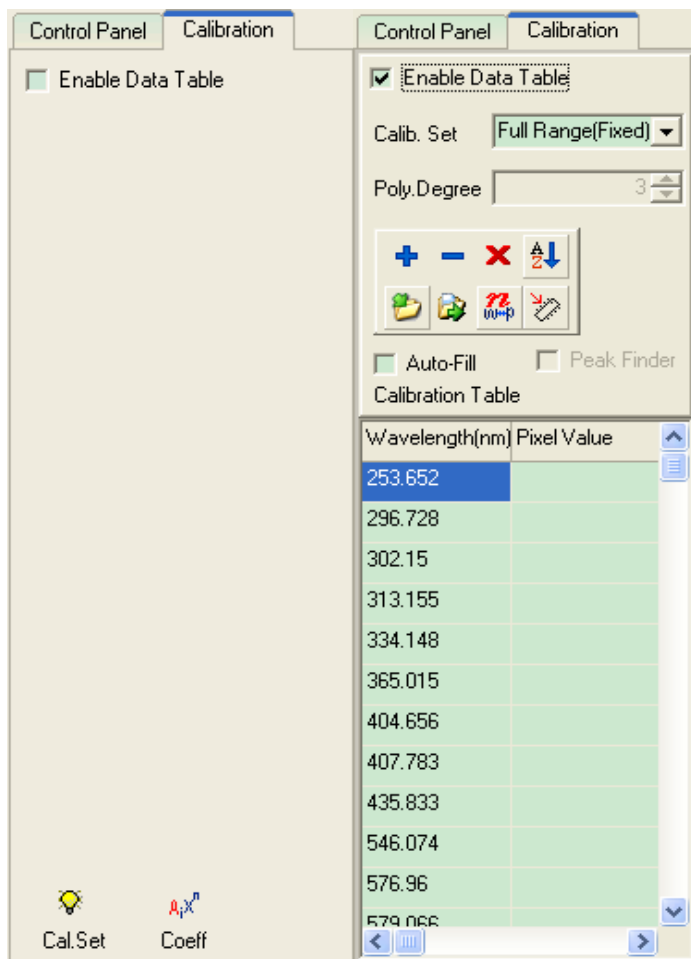 Control Panel Calibration
Enable Data Table
Cal.Set Coeff
Control Panel Calibration
Enable Data Table
Calib. Set Full Range(Fixed)
Poly.Degree 3
Auto-Fill Peak Finder
Calibration Table
Wavelength(nm) Pixel Value
253.652
296.728
302.15
313.155
334.148
365.015
404.656
407.783
435.833
546.074
576.96
579.066